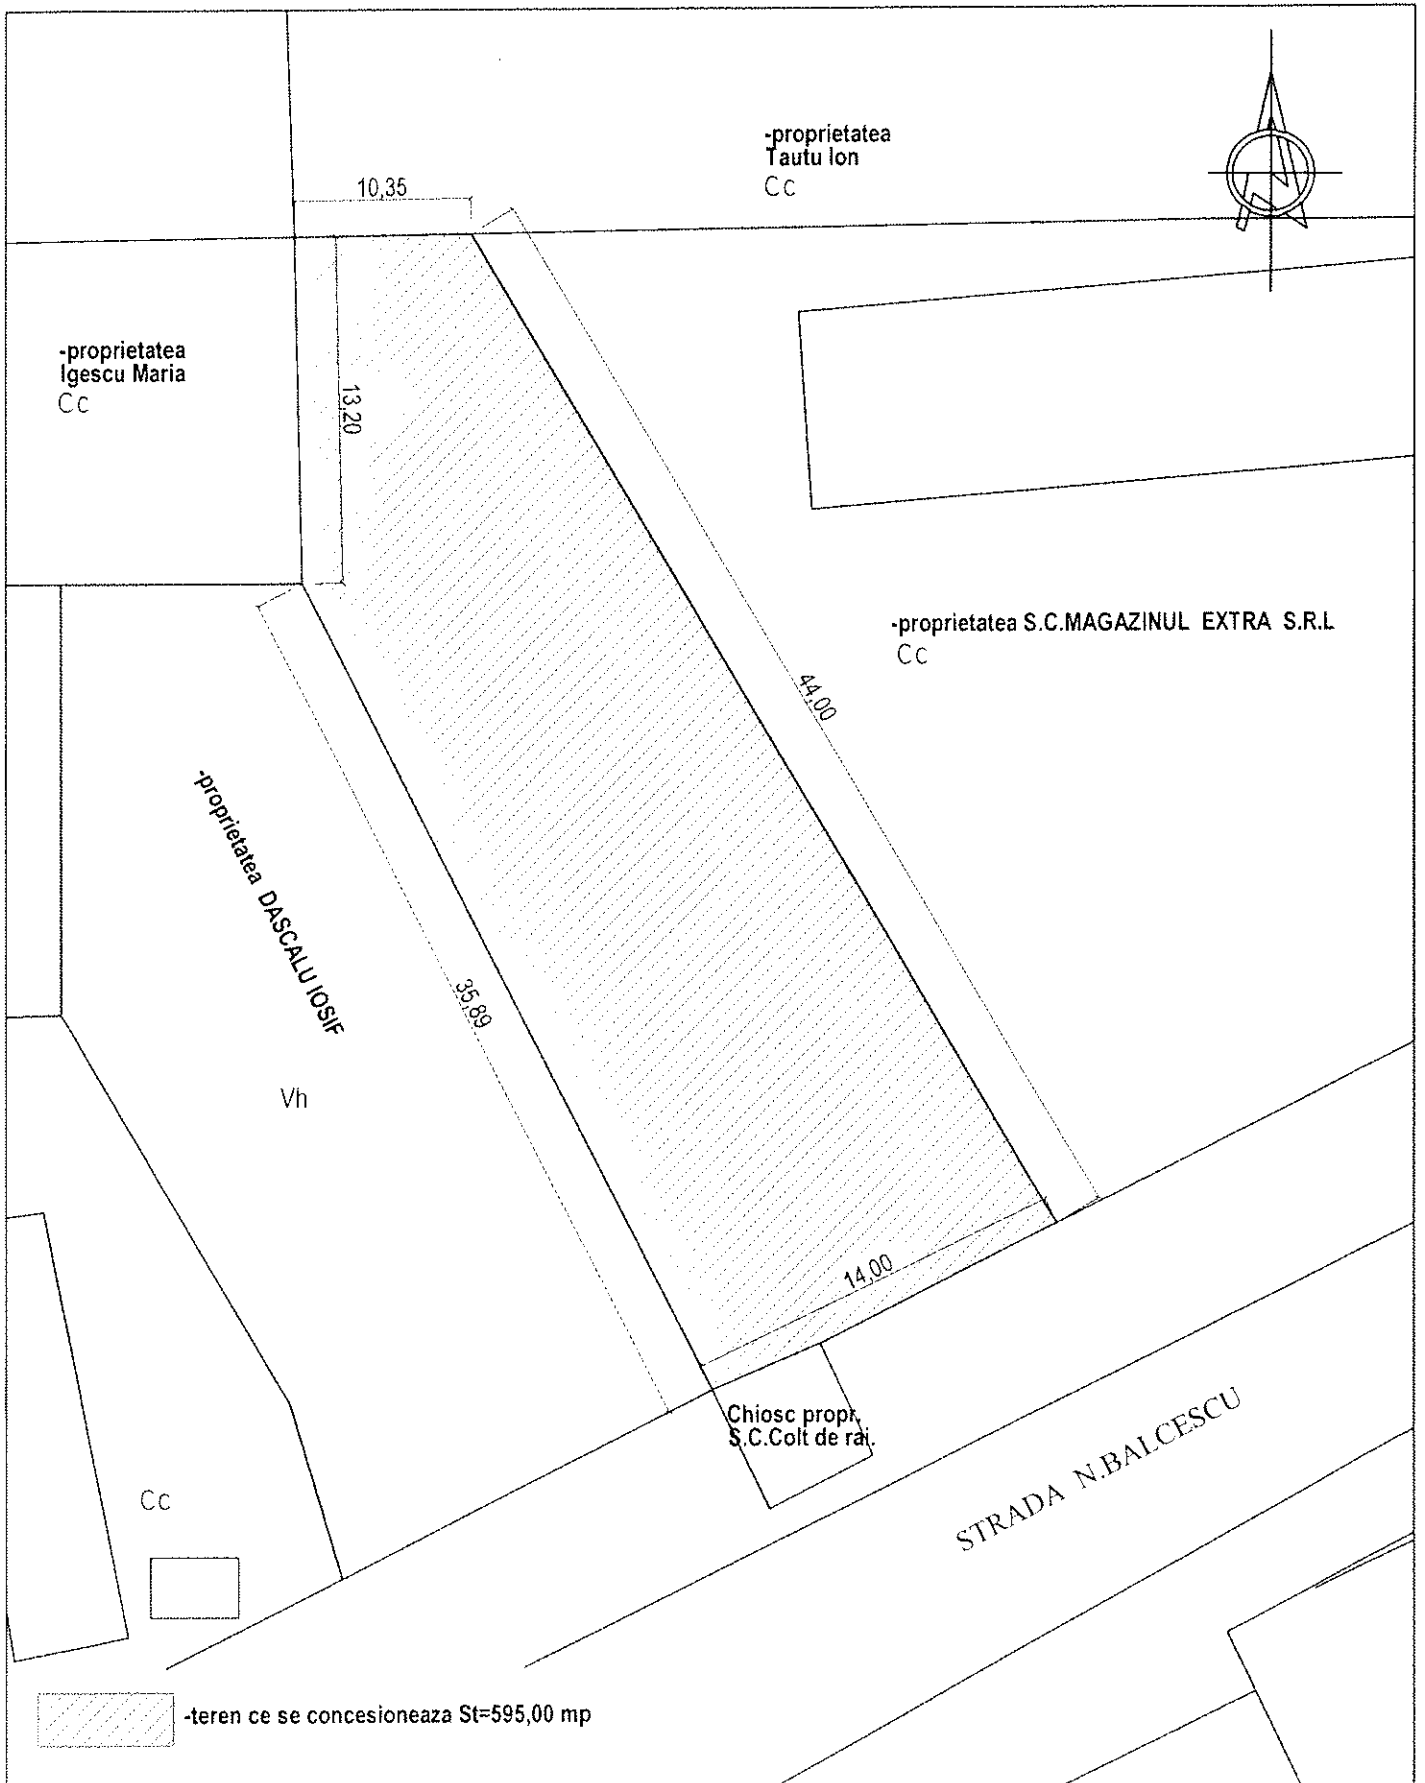 -proprietatea
Tautu Ion
Cc
10,35
-proprietatea
Igescu Maria
Cc
13,20
-proprietatea S.C.MAGAZINUL EXTRA S.R.L
Cc
44,00
-proprietatea DASCALU IOSIF
35,89
Vh
14,00
Chiosc propr.
S.C.Colt de rai.
STRADA N.BALCESCU
Cc
-teren ce se concesioneaza St=595,00 mp